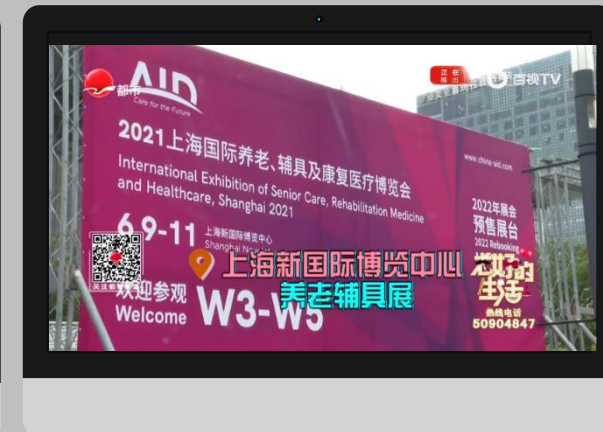 AID
Care for the Future
都市
正在
播出
百视TV
2021上海国际养老、辅具及康复医疗博览会
International Exhibition of Senior Care, Rehabilitation Medicine
and Healthcare, Shanghai 2021
www.china-aid.com
6.9-11
上海新国际博览中心
Shanghai New
2022年展会
预售展台
2022 Rebooking
上海新国际博览中心
养老辅具展
欢迎参观
Welcome
W3-W5
生活
热线电话
50904847